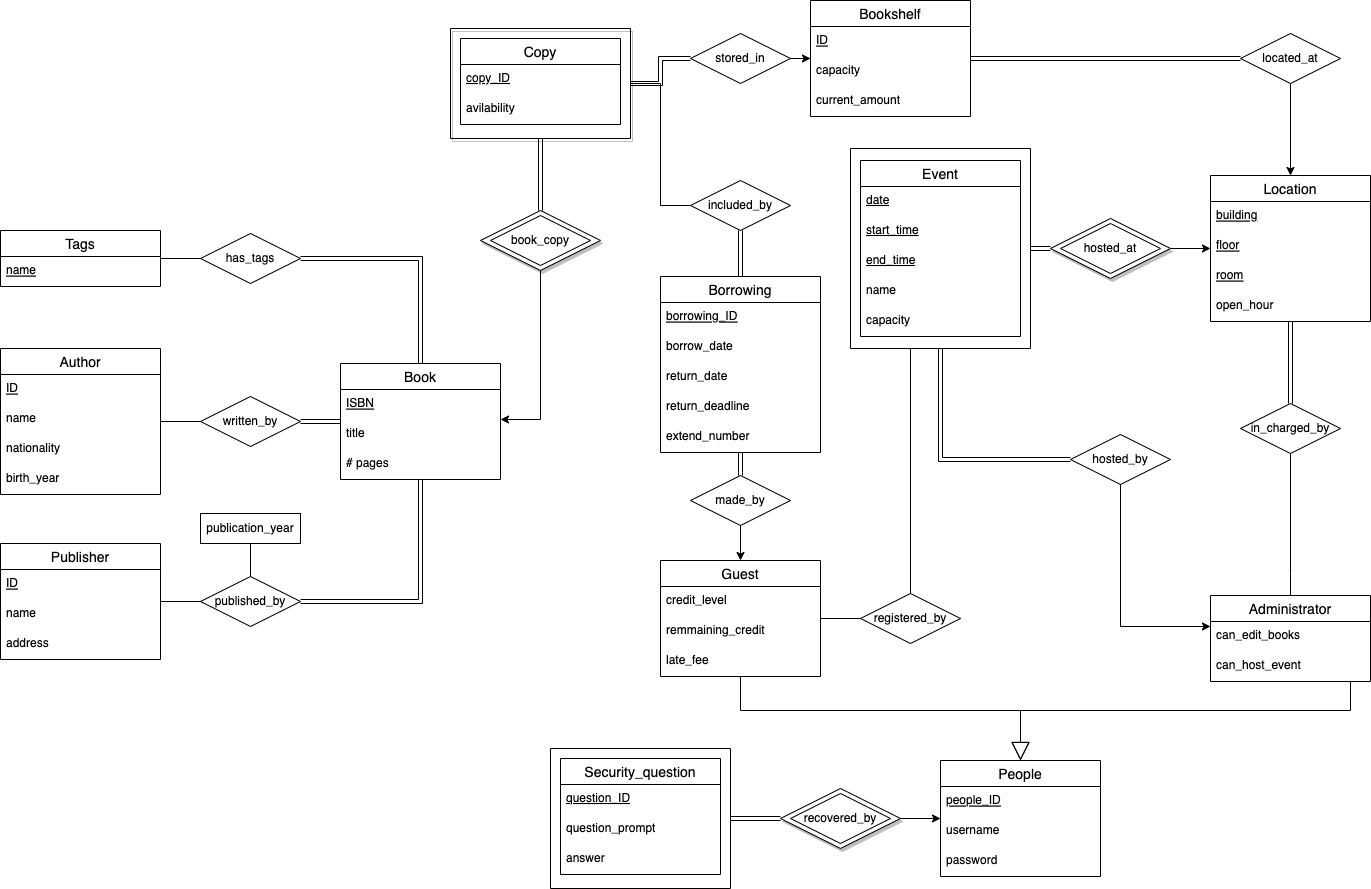 Bookshelf
ID
capacity
current_amount
Copy
copy_ID
avilability
stored_in
located_at
Event
date
start_time
end_time
name
capacity
Location
building
floor
room
open_hour
included_by
book_copy
hosted_at
Tags
name
has_tags
Borrowing
borrowing_ID
borrow_date
return_date
return_deadline
extend_number
Author
ID
name
nationality
birth_year
written_by
Book
ISBN
title
# pages
in_charged_by
hosted_by
made_by
publication_year
Publisher
ID
name
address
published_by
Guest
credit_level
remmaining_credit
late_fee
registered_by
Administrator
can_edit_books
can_host_event
Security_question
question_ID
question_prompt
answer
recovered_by
People
people_ID
username
password